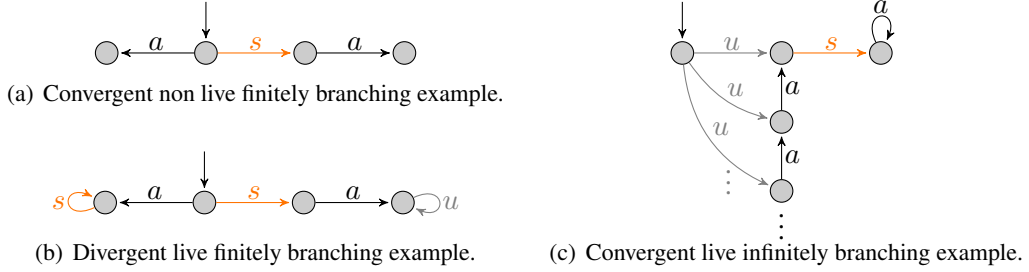 a s a
(a) Convergent non live finitely branching example.
s a s a u
(b) Divergent live finitely branching example.
a
u s
u a
u a
(c) Convergent live infinitely branching example.